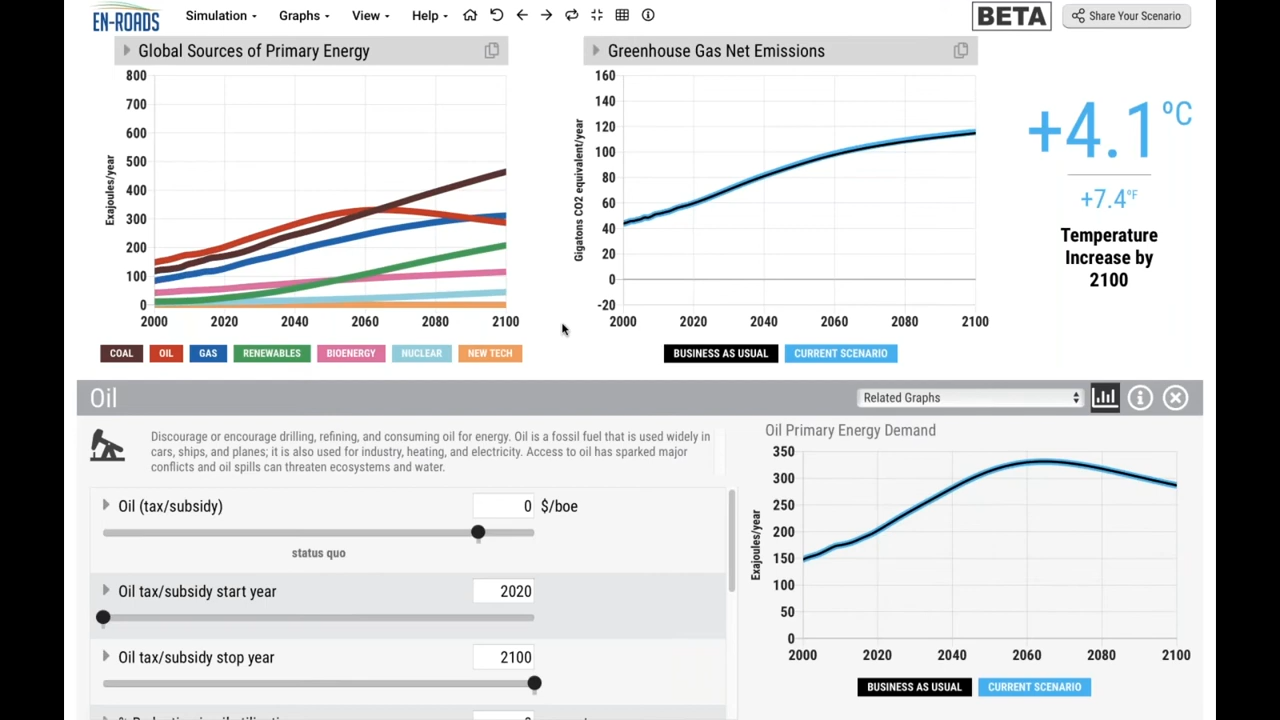 EN-ROADS
Simulation
Graphs
View
Help
BETA
Share Your Scenario
Global Sources of Primary Energy
800
700
600
500
400
300
200
100
0
Exajoules/year
2000 2020 2040 2060 2080 2100
COAL OIL GAS RENEWABLES BIOENERGY NUCLEAR NEW TECH
Greenhouse Gas Net Emissions
160
140
120
100
80
60
40
20
0
-20
Gigatons CO2 equivalent/year
2000 2020 2040 2060 2080 2100
BUSINESS AS USUAL CURRENT SCENARIO
+4.1 ºC
+7.4 °F
Temperature
Increase by
2100
Oil
Related Graphs
Discourage or encourage drilling, refining, and consuming oil for energy. Oil is a fossil fuel that is used widely in
cars, ships, and planes; it is also used for industry, heating, and electricity. Access to oil has sparked major
conflicts and oil spills can threaten ecosystems and water.
Oil (tax/subsidy) 0 $/boe
status quo
Oil tax/subsidy start year 2020
Oil tax/subsidy stop year 2100
Oil Primary Energy Demand
350
300
250
200
150
100
50
0
Exajoules/year
2000 2020 2040 2060 2080 2100
BUSINESS AS USUAL CURRENT SCENARIO